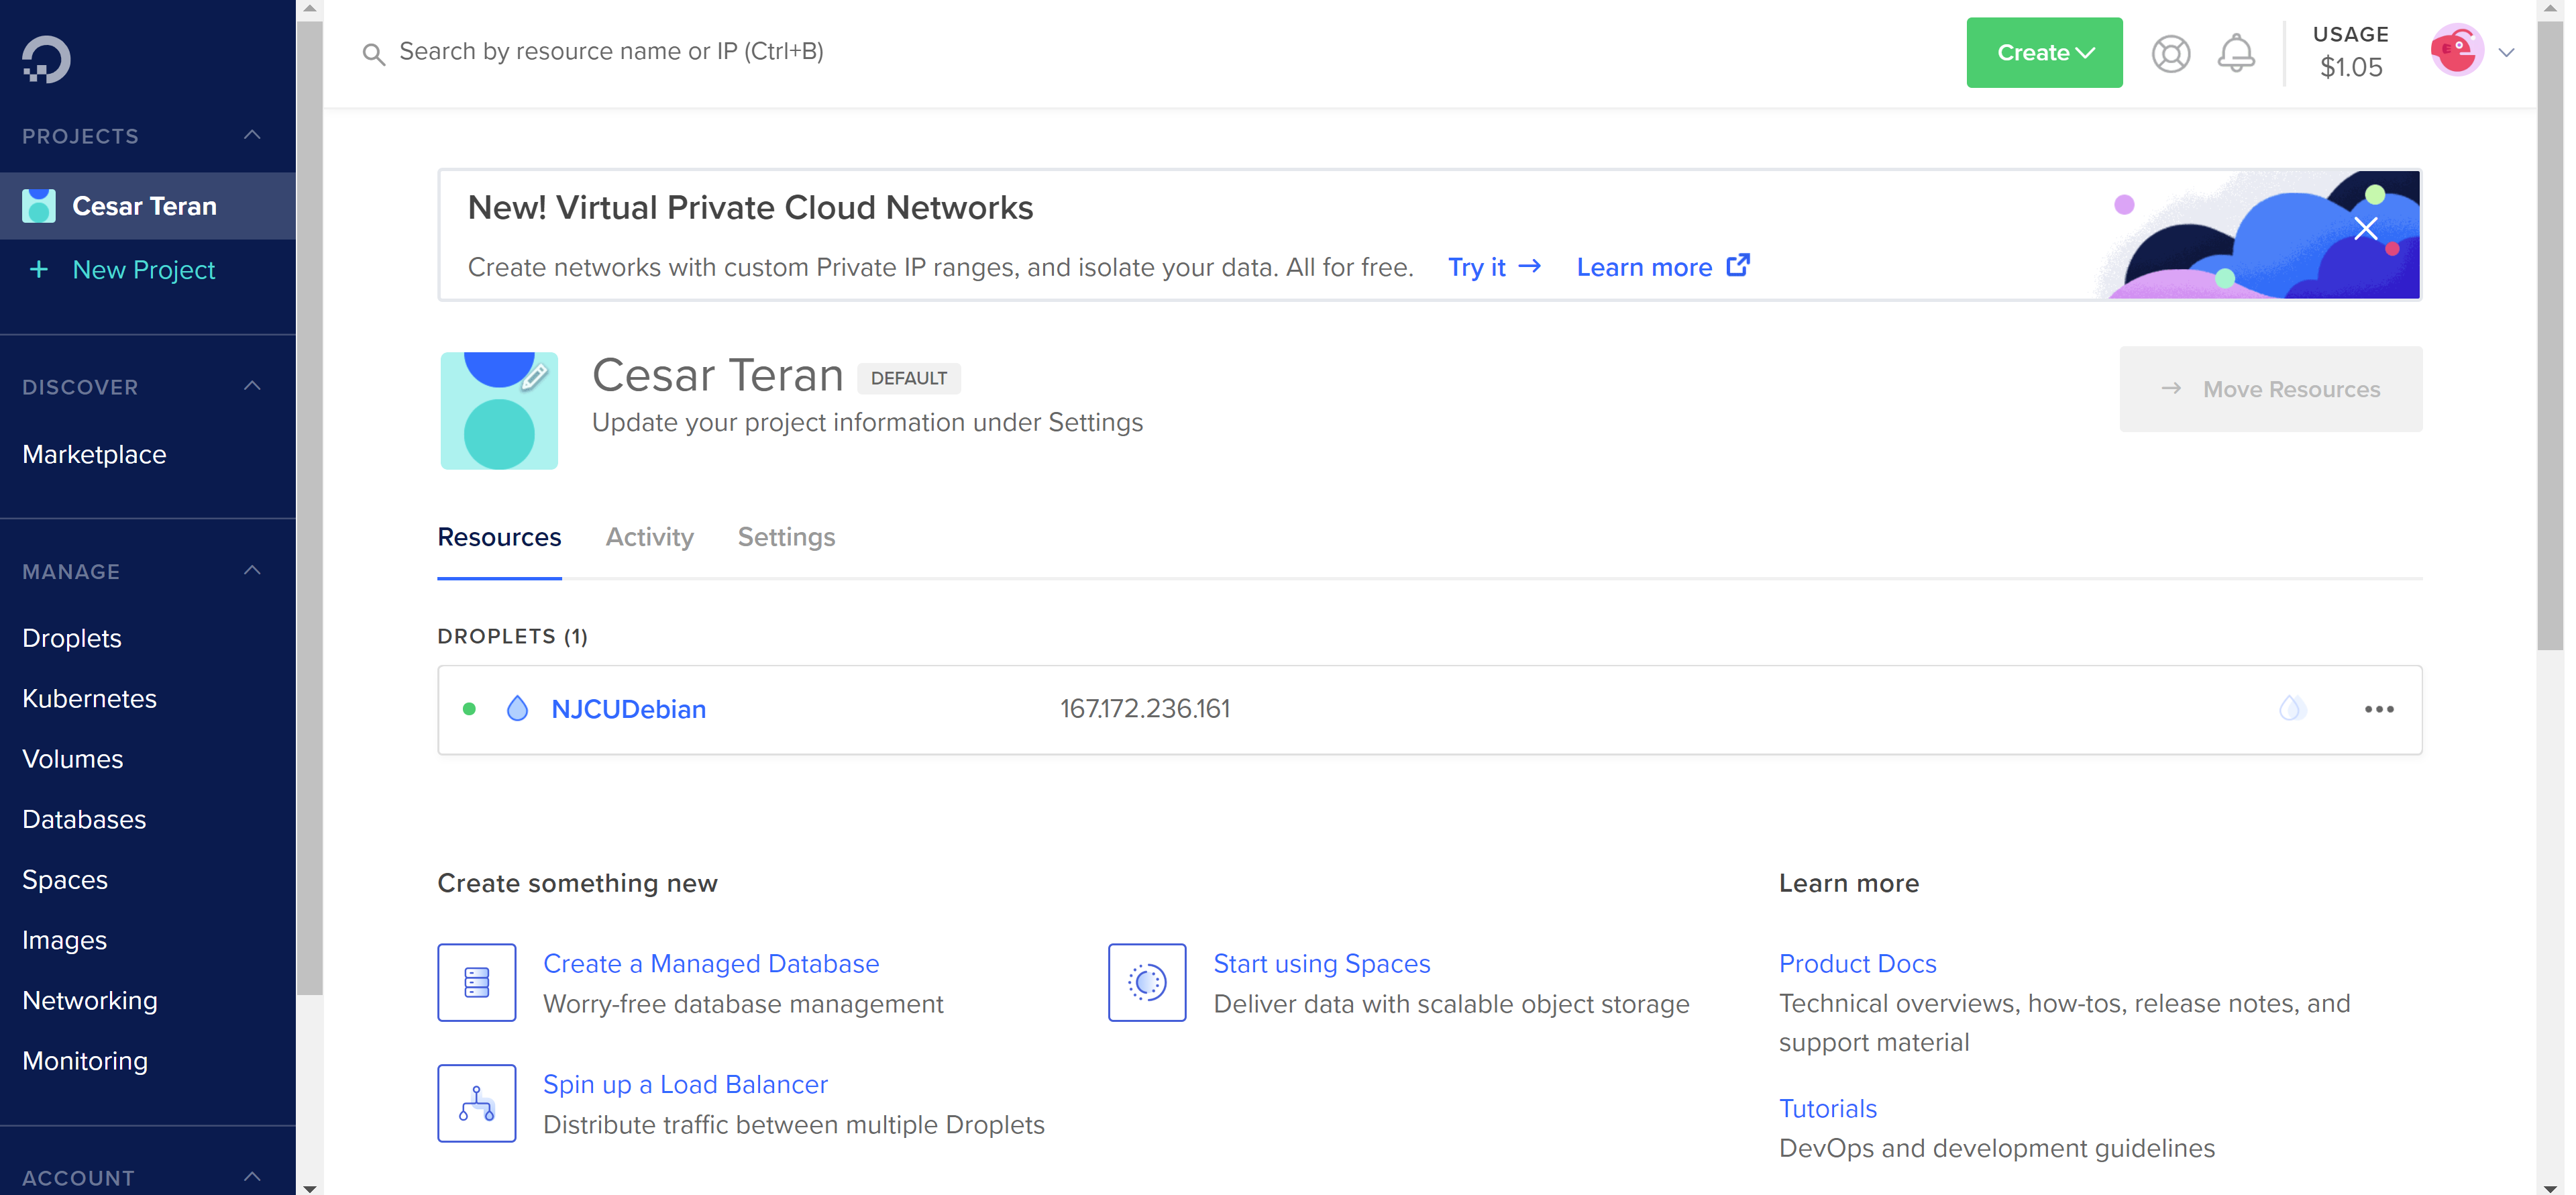 PROJECTS
Cesar Teran
+ New Project
DISCOVER
Marketplace
MANAGE
Droplets
Kubernetes
Volumes
Databases
Spaces
Images
Networking
Monitoring
ACCOUNT
Search by resource name or IP (Ctrl+B)
Create
USAGE
$1.05
New! Virtual Private Cloud Networks
Create networks with custom Private IP ranges, and isolate your data. All for free. Try it → Learn more
Cesar Teran DEFAULT
Update your project information under Settings
→ Move Resources
Resources Activity Settings
DROPLETS (1)
NJCUDebian 167.172.236.161
Create something new
Create a Managed Database
Worry-free database management
Start using Spaces
Deliver data with scalable object storage
Spin up a Load Balancer
Distribute traffic between multiple Droplets
Learn more
Product Docs
Technical overviews, how-tos, release notes, and
support material
Tutorials
DevOps and development guidelines